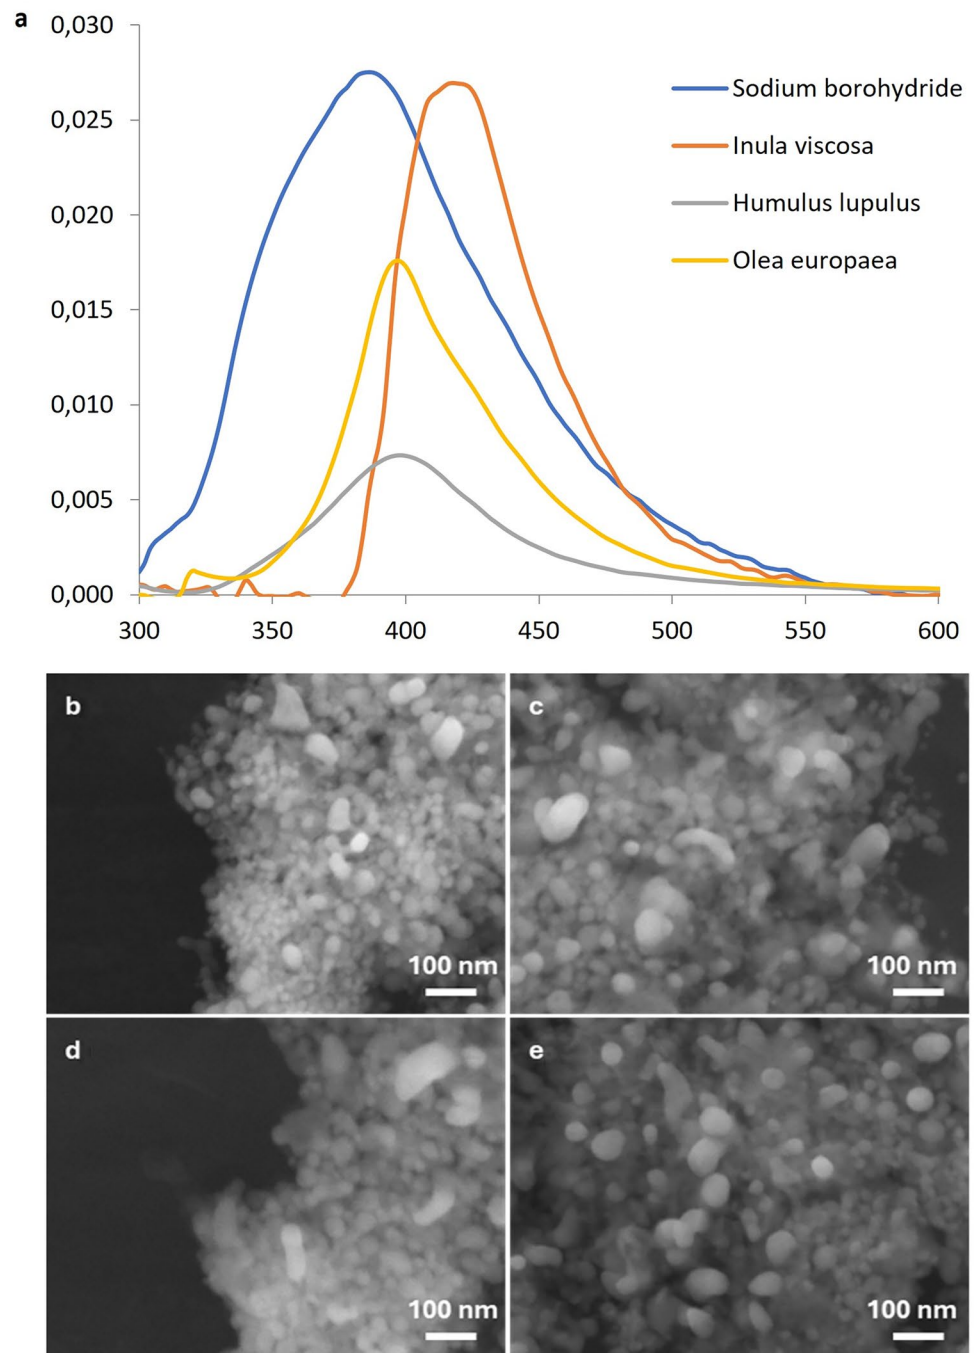 a
0,030
0,025
0,020
0,015
0,010
0,005
0,000
300 350 400 450 500 550 600
Sodium borohydride
Inula viscosa
Humulus lupulus
Olea europaea
b
100 nm
c
100 nm
d
100 nm
e
100 nm